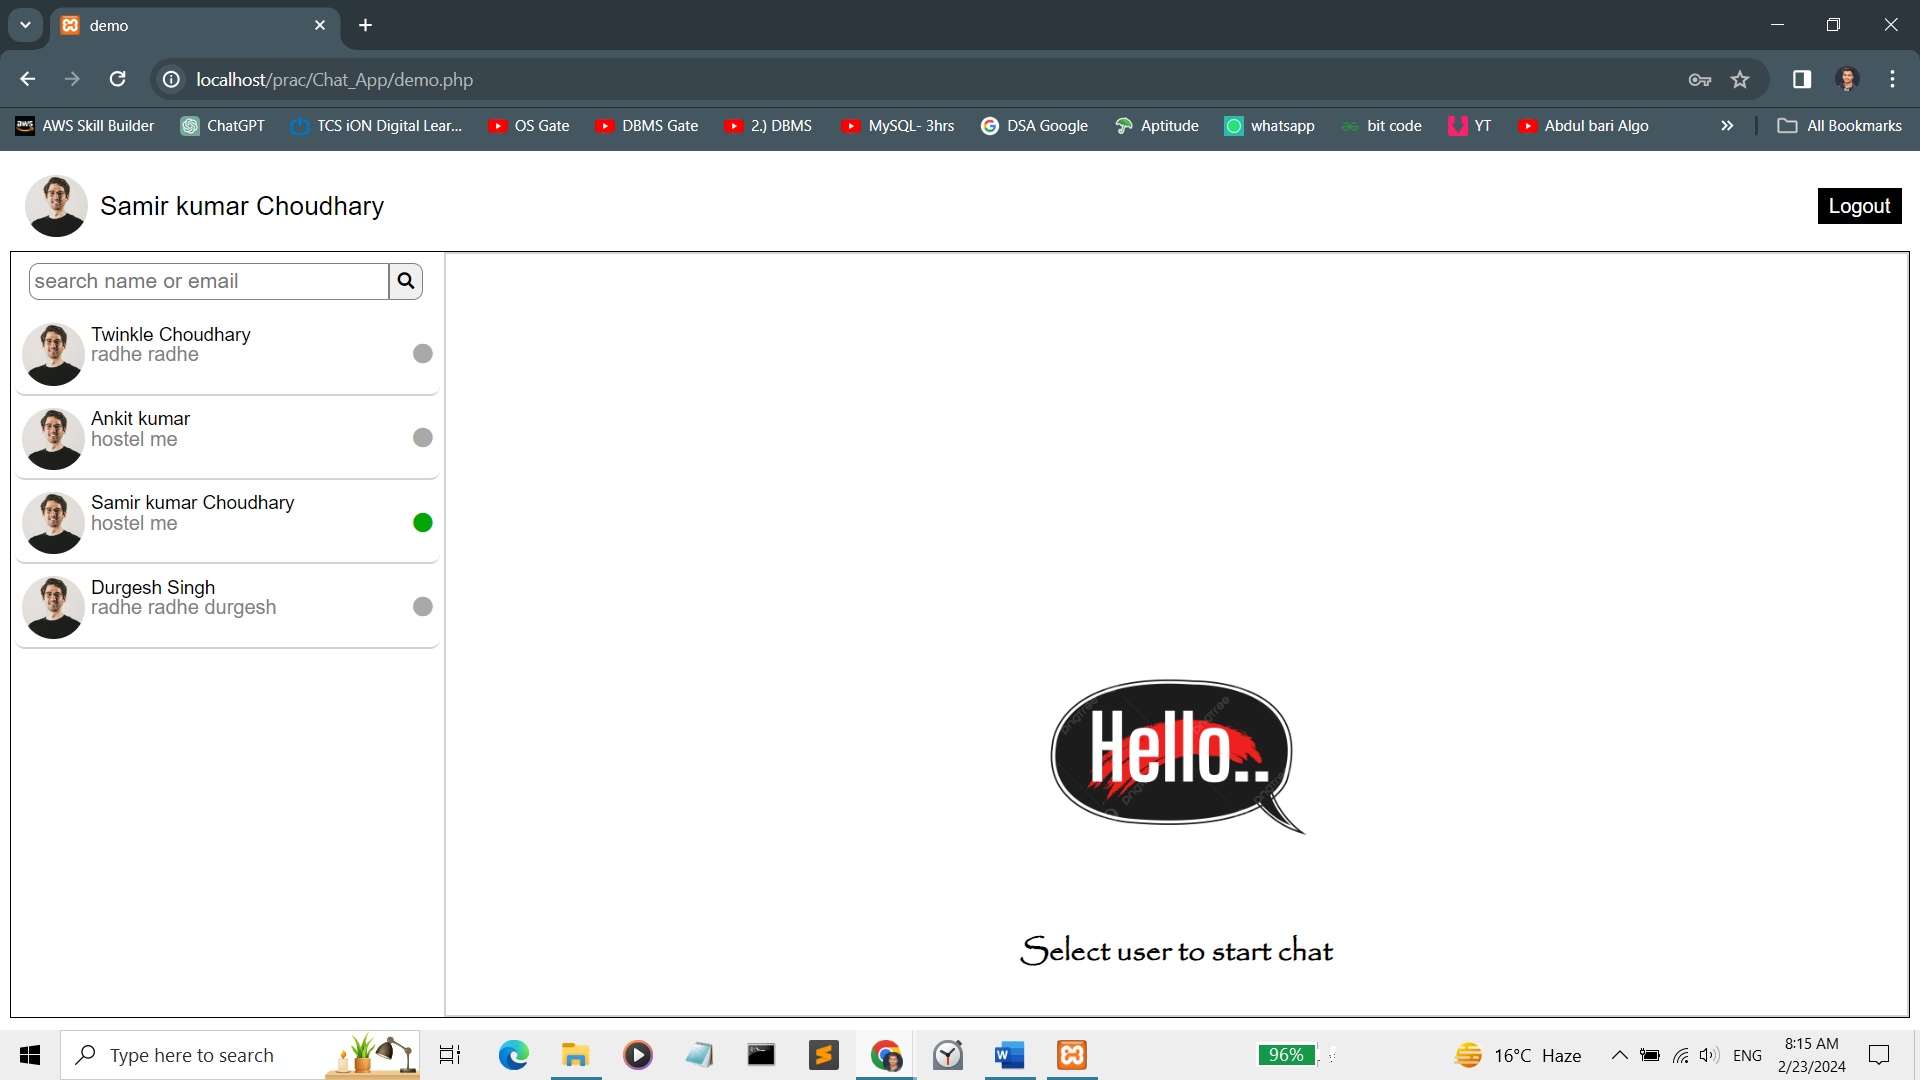 demo
localhost/prac/Chat_App/demo.php
aws AWS Skill Builder ChatGPT TCS iON Digital Lear... OS Gate DBMS Gate 2.) DBMS MySQL- 3hrs DSA Google Aptitude whatsapp bit code YT Abdul bari Algo All Bookmarks
Samir kumar Choudhary
Logout
search name or email
Twinkle Choudhary
radhe radhe
Ankit kumar
hostel me
Samir kumar Choudhary
hostel me
Durgesh Singh
radhe radhe durgesh
Hello..
Select user to start chat
Type here to search
96%
16°C Haze
ENG
8:15 AM
2/23/2024